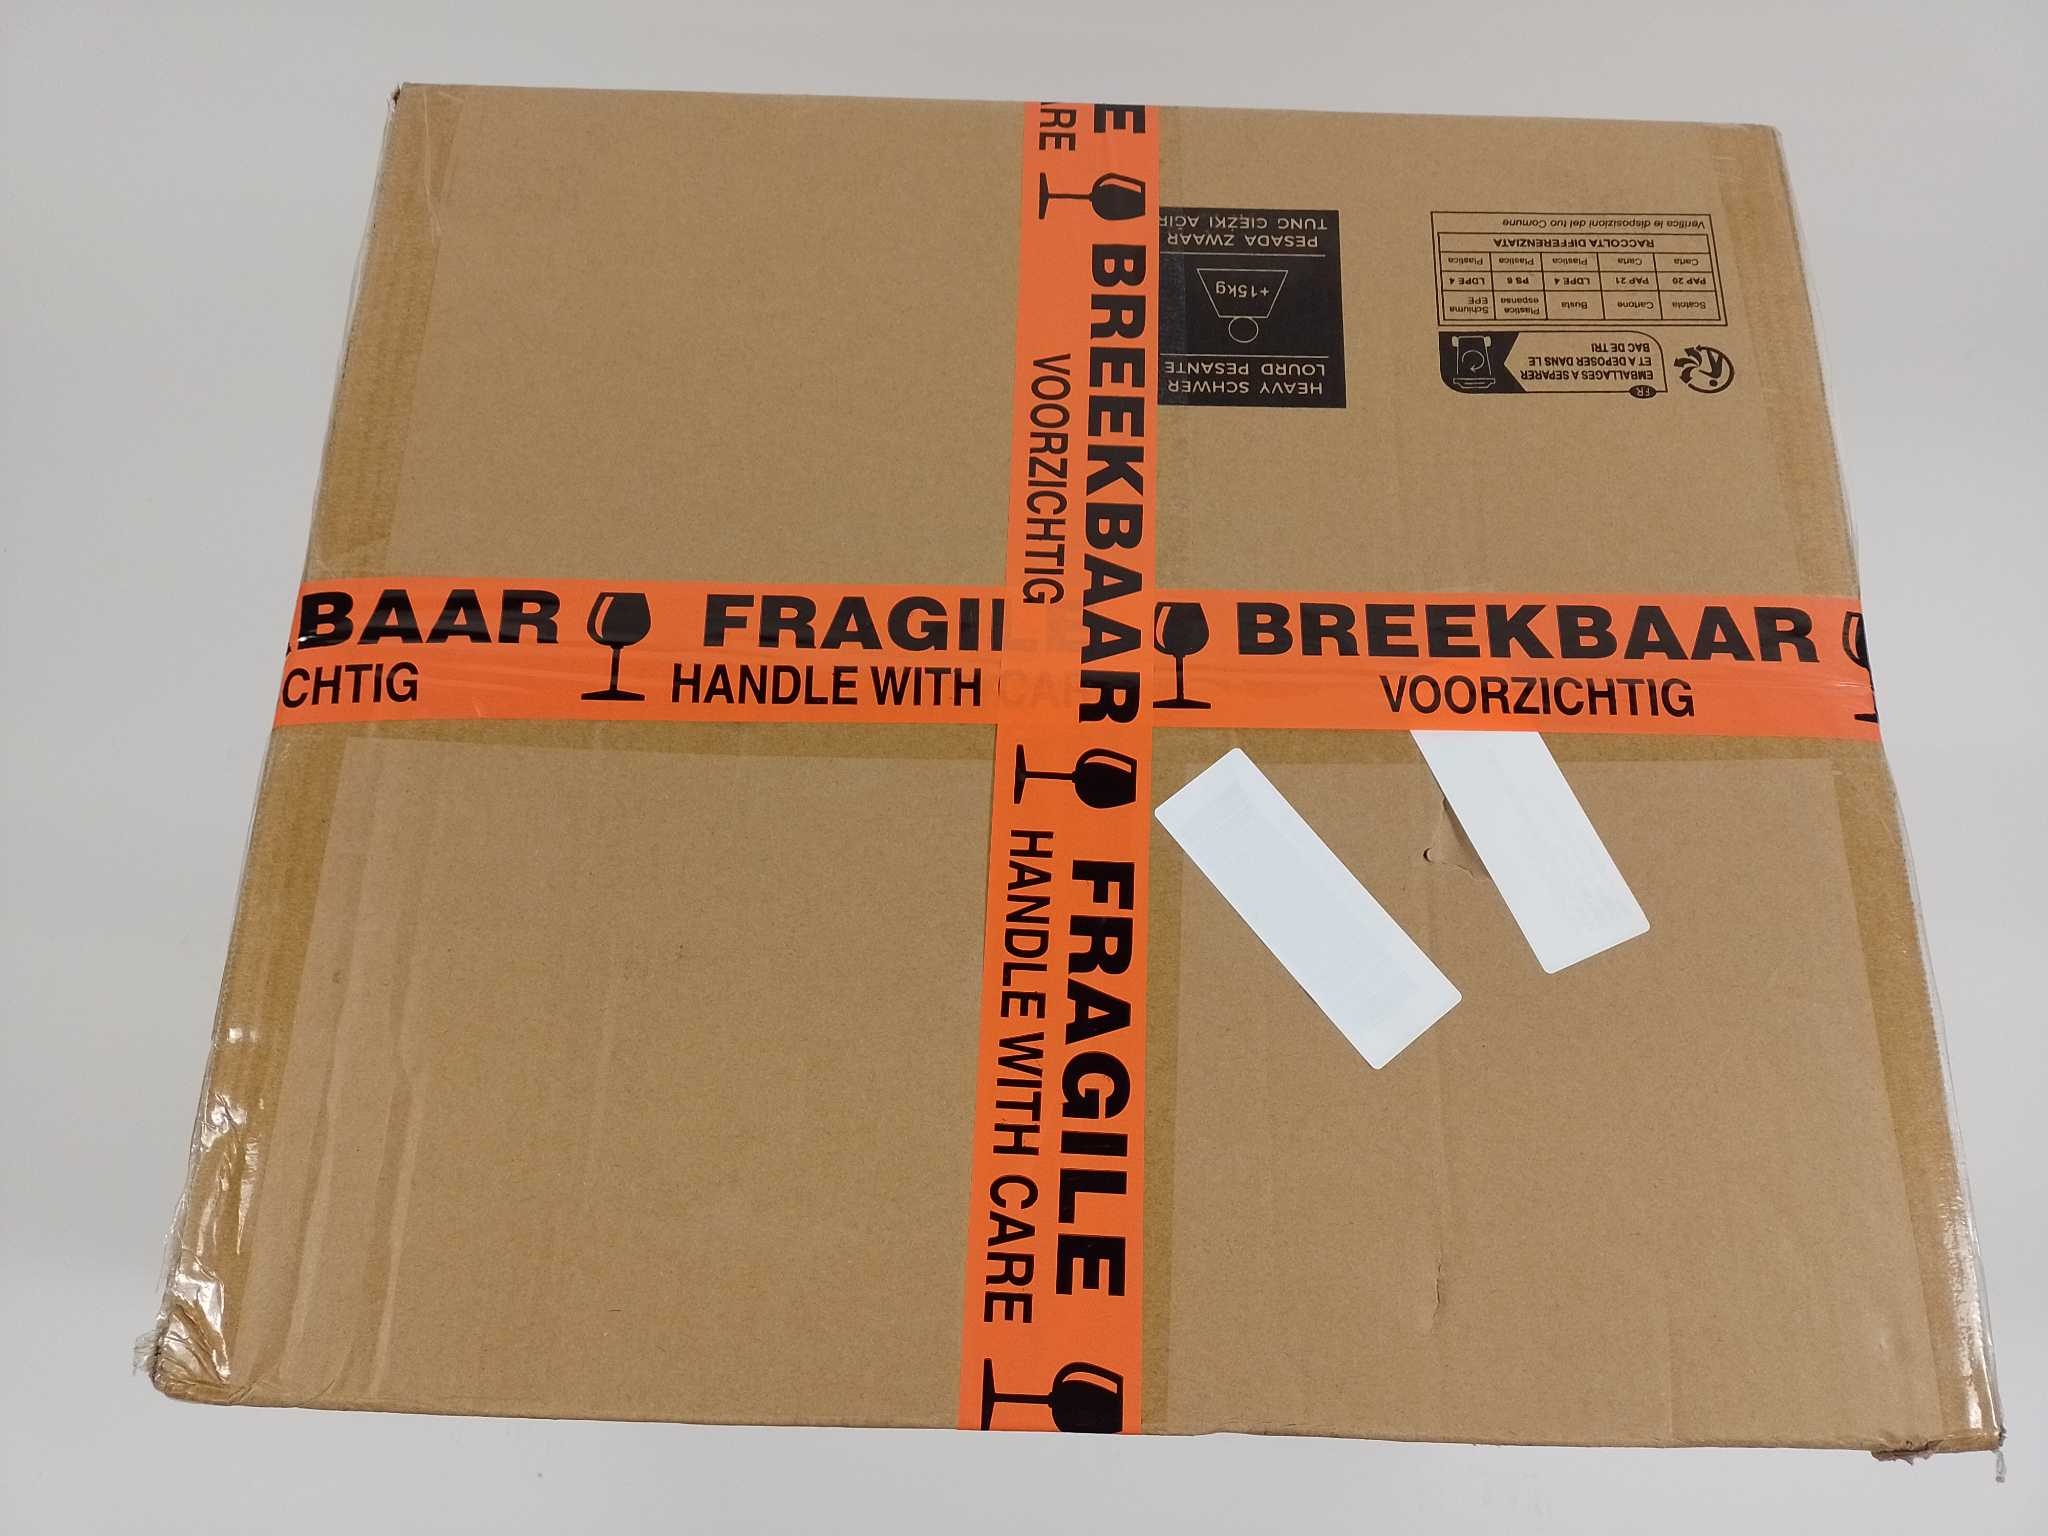 ARE
E
BREEKBAAR
VOORZICHTIG
FRAGILE
HANDLE WITH CARE
BAAR
CHTIG
FRAGILE
HANDLE WITH CAR
BREEKBAAR
VOORZICHTIG
HEAVY SCHWER
LOURD PESANTE
+15kg
PESADA ZWAAR
TUNG CIĘŻKI AĞIR
FR
EMBALLAGES A SEPARER
ET A DEPOSER DANS LE
BAC DE TRI
Scatola Cartone Busta Plastica espansa Schiuma EPE
PAP 20 PAP 21 LDPE 4 PS 6 LDPE 4
Carta Carta Plastica Plastica Plastica
RACCOLTA DIFFERENZIATA
Verifica le disposizioni del tuo Comune